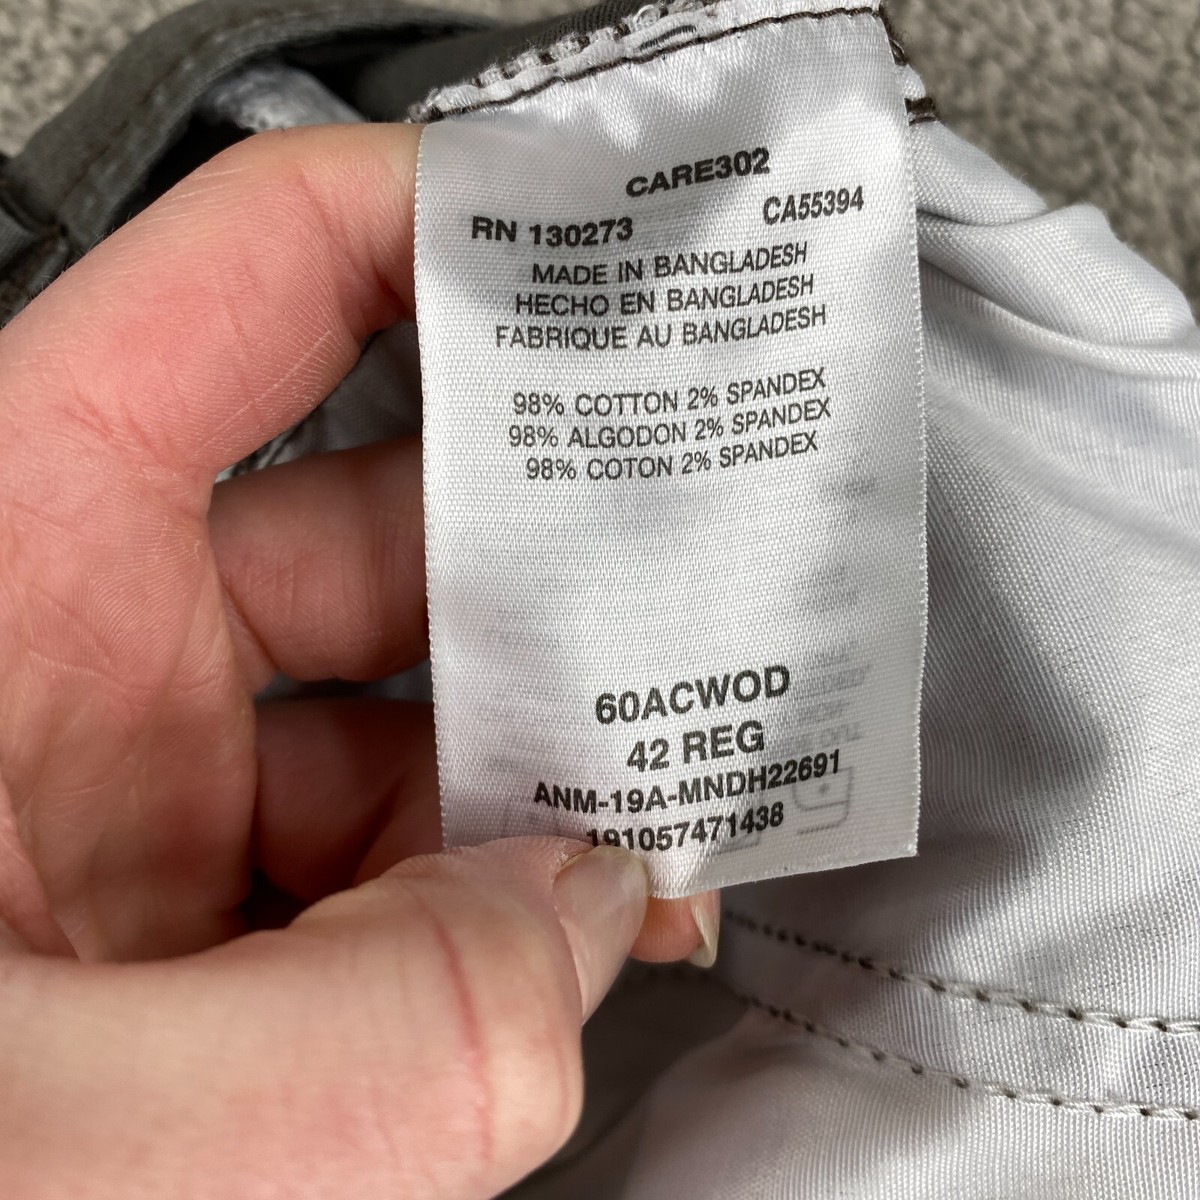 CARE302
RN 130273 CA55394
MADE IN BANGLADESH
HECHO EN BANGLADESH
FABRIQUE AU BANGLADESH
98% COTTON 2% SPANDEX
98% ALGODON 2% SPANDEX
98% COTON 2% SPANDEX
60ACWOD
42 REG
ANM-19A-MNDH22691
191057471438